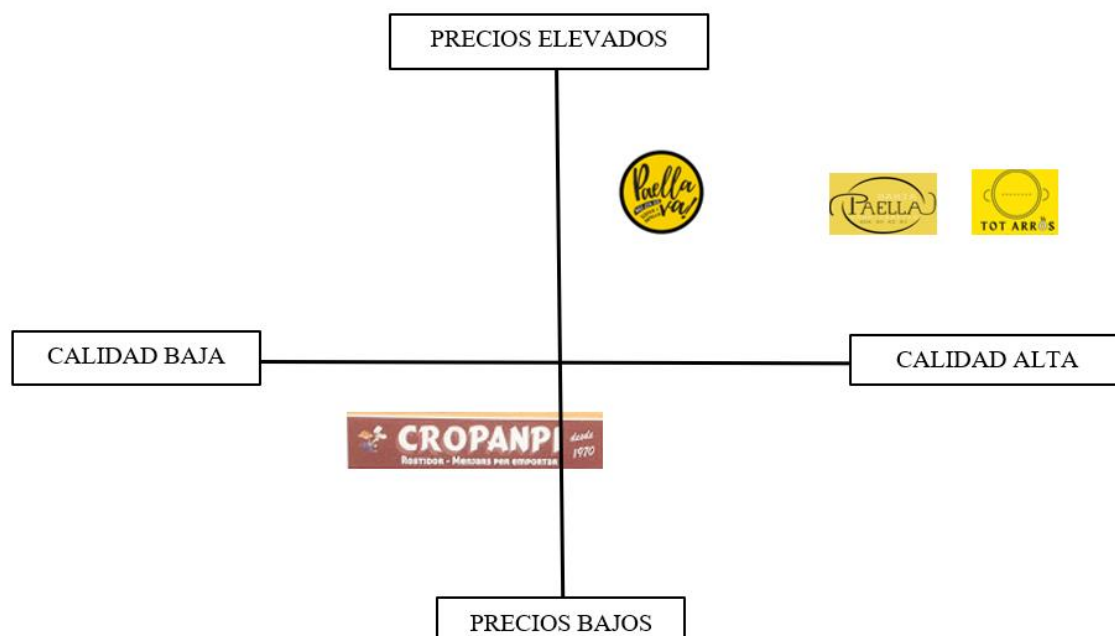 PRECIOS ELEVADOS
Paella
va!
PAELLA
TOT ARRÒS
CALIDAD BAJA
CALIDAD ALTA
CROPANPI
desde
1970
ROSTIDOR - MENJARS PER EMPORTAR
PRECIOS BAJOS